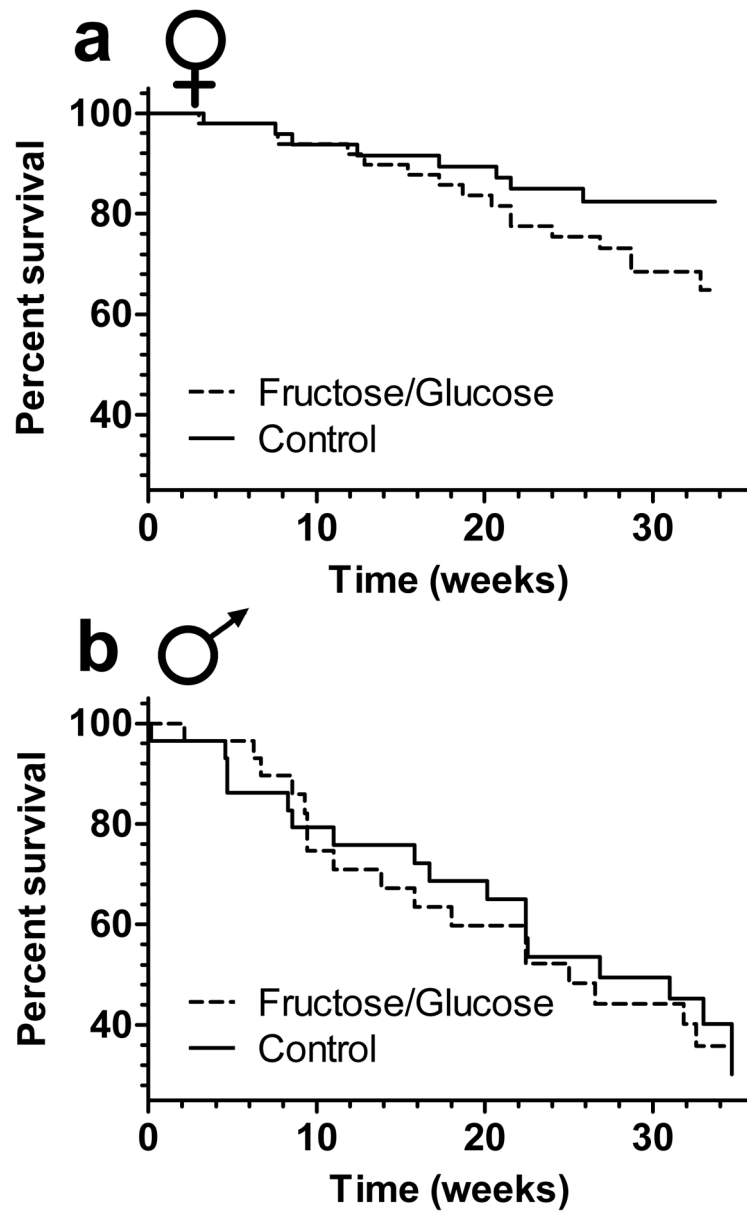 a
100
80
60
40
Percent survival
Fructose/Glucose
Control
0 10 20 30
Time (weeks)
b
100
80
60
40
Percent survival
Fructose/Glucose
Control
0 10 20 30
Time (weeks)